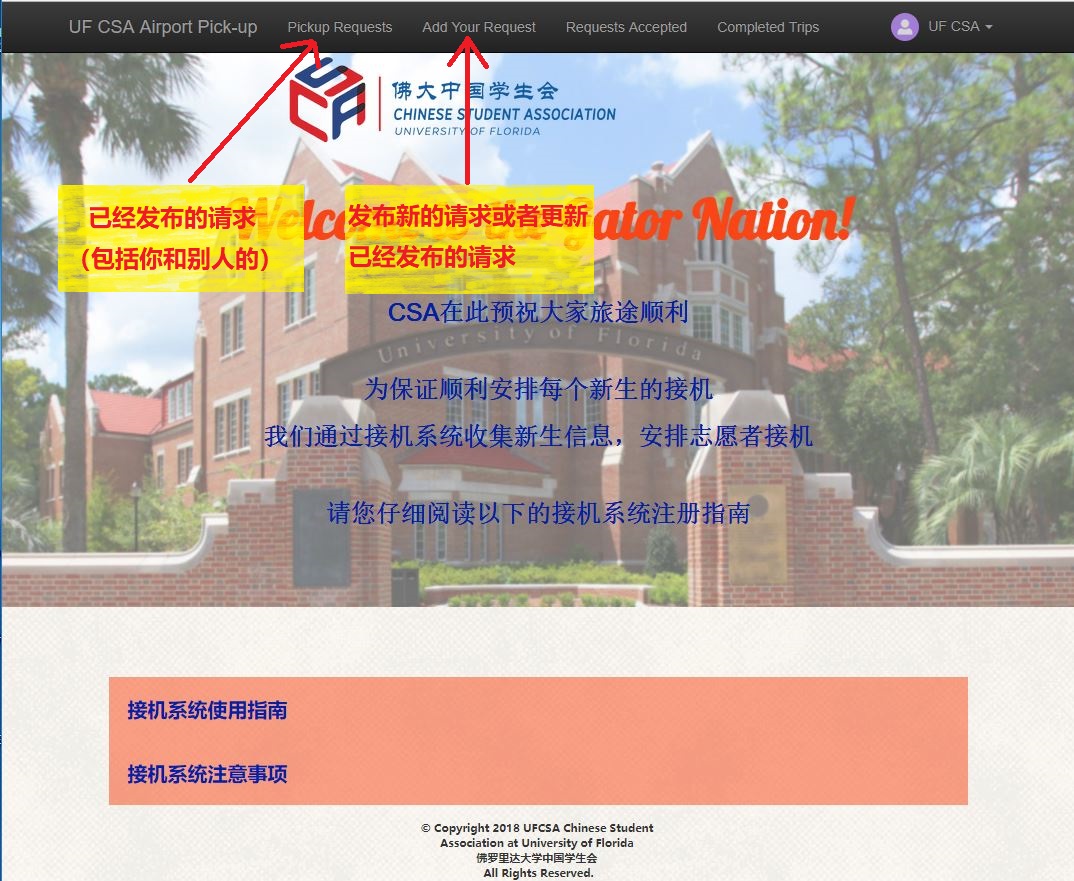 UF CSA Airport Pick-up
Pickup Requests
Add Your Request
Requests Accepted
Completed Trips
UF CSA
佛大中国学生会
CHINESE STUDENT ASSOCIATION
UNIVERSITY OF FLORIDA
已经发布的请求
（包括你和别人的）
发布新的请求或者更新
已经发布的请求
Gator Nation!
CSA在此预祝大家旅途顺利
University of Florida
为保证顺利安排每个新生的接机
我们通过接机系统收集新生信息，安排志愿者接机
请您仔细阅读以下的接机系统注册指南
接机系统使用指南
接机系统注意事项
© Copyright 2018 UFCSA Chinese Student
Association at University of Florida
佛罗里达大学中国学生会
All Rights Reserved.